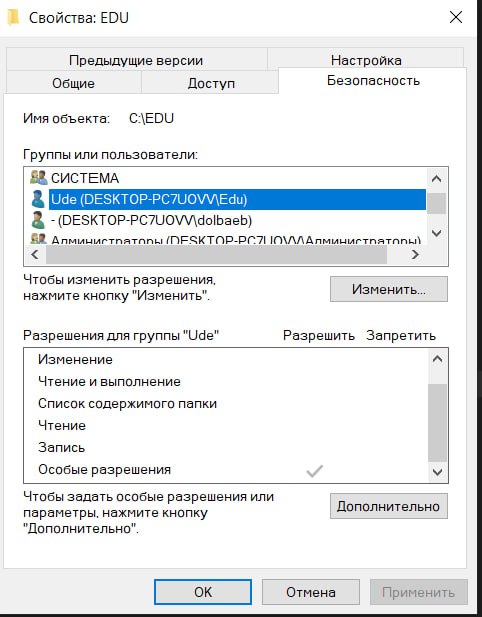 Свойства: EDU
Предыдущие версии
Настройка
Общие
Доступ
Безопасность
Имя объекта: C:\EDU
Группы или пользователи:
СИСТЕМА
Ude (DESKTOP-PC7UOVV\Edu)
- (DESKTOP-PC7UOVV\dolbaeb)
Администраторы (DESKTOP-PC7UOVV\Администраторы)
Чтобы изменить разрешения,
нажмите кнопку "Изменить".
Изменить...
Разрешения для группы "Ude"
Разрешить
Запретить
Изменение
Чтение и выполнение
Список содержимого папки
Чтение
Запись
Особые разрешения
Чтобы задать особые разрешения или
параметры, нажмите кнопку
"Дополнительно".
Дополнительно
ОК
Отмена
Применить